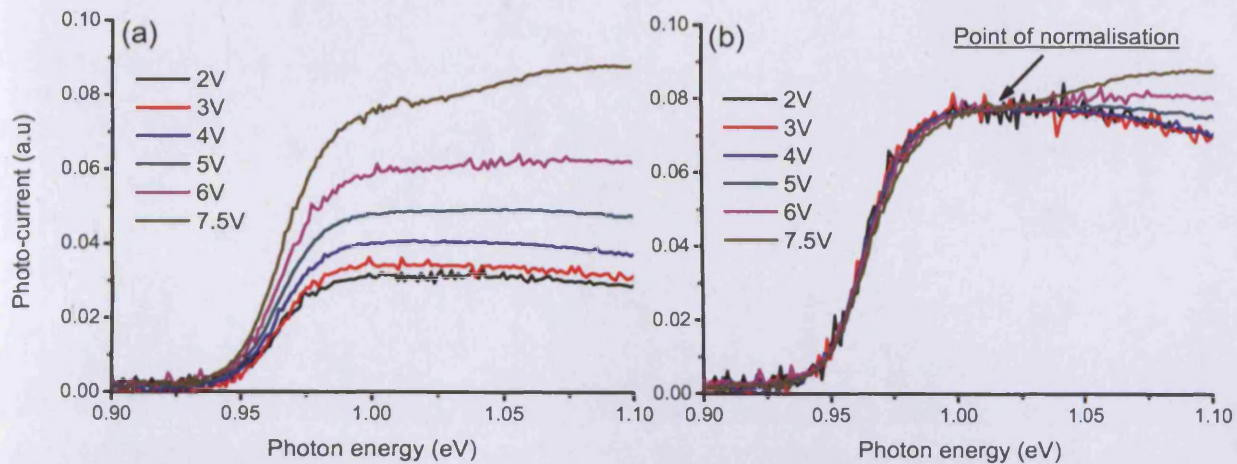 (a)
2V
3V
4V
5V
6V
7.5V
Photo-current (a.u)
0.10
0.08
0.06
0.04
0.02
0.00
0.90 0.95 1.00 1.05 1.10
Photon energy (eV)
(b)
Point of normalisation
2V
3V
4V
5V
6V
7.5V
0.10
0.08
0.06
0.04
0.02
0.00
0.90 0.95 1.00 1.05 1.10
Photon energy (eV)